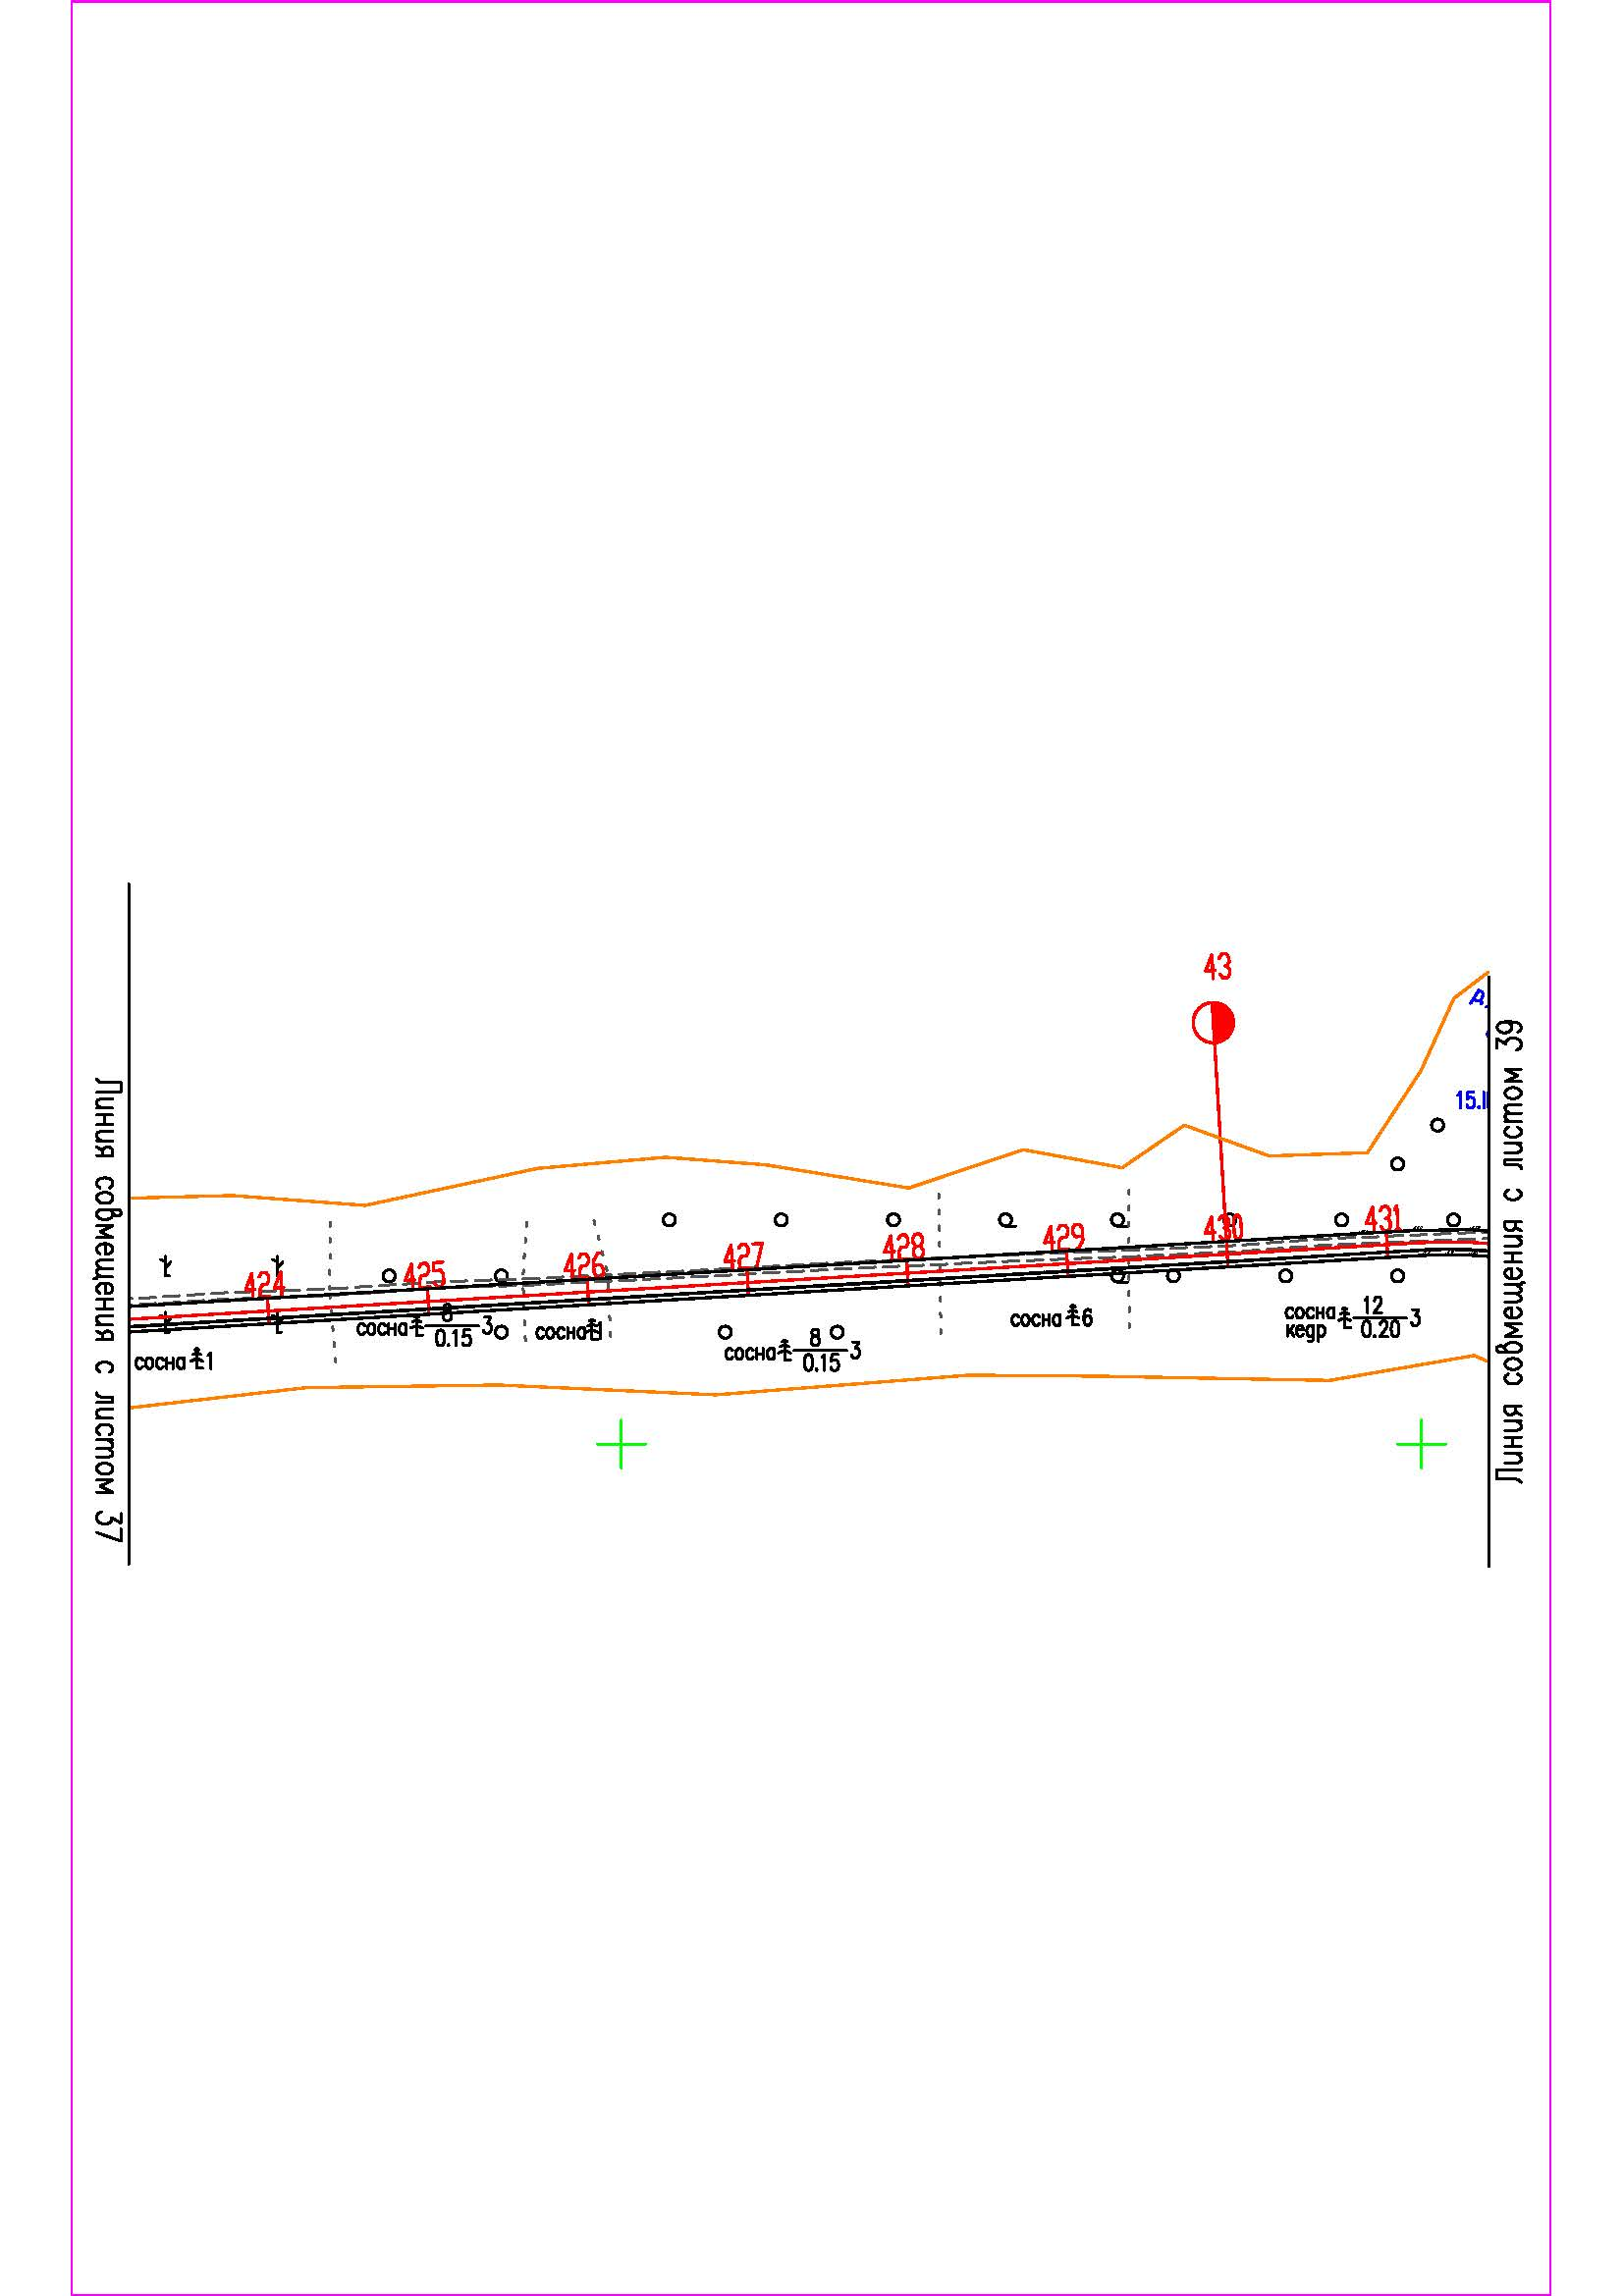 43
15.
Линия совмещения с листом 37
Линия совмещения с листом 39
424
425
426
427
428
429
430
431
сосна 1
сосна 8 3
0.15
сосна 1
сосна 8 3
0.15
сосна 6
сосна 12 3
кедр 0.20